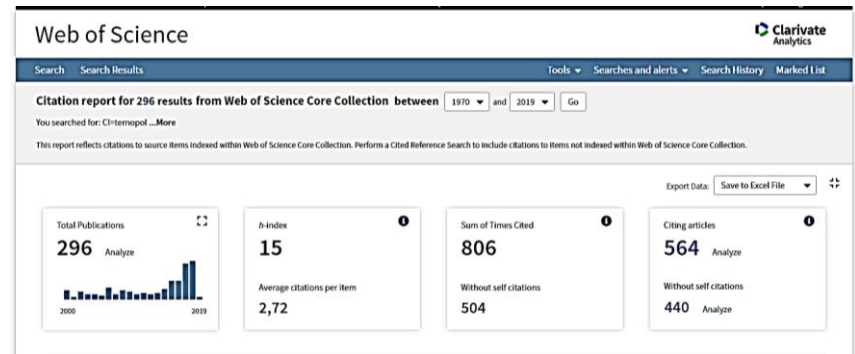 Web of Science
Clarivate
Analytics
Search Search Results Tools Searches and alerts Search History Marked List
Citation report for 296 results from Web of Science Core Collection between 1970 and 2019 Go
You searched for: CI=ternopol ...More
This report reflects citations to source items indexed within Web of Science Core Collection. Perform a Cited Reference Search to include citations to items not indexed within Web of Science Core Collection.
Export Data: Save to Excel File
Total Publications
296 Analyze
2000 2019
h-index
15
Average citations per item
2,72
Sum of Times Cited
806
Without self citations
504
Citing articles
564 Analyze
Without self citations
440 Analyze